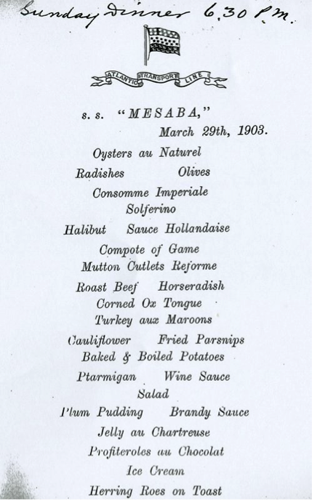 Sunday Dinner 6.30 P.M.
ATLANTIC TRANSPORT LINE
s. s. "MESABA,"
March 29th, 1903.
Oysters au Naturel
Radishes Olives
Consomme Imperiale
Solferino
Halibut Sauce Hollandaise
Compote of Game
Mutton Cutlets Reforme
Roast Beef Horseradish
Corned Ox Tongue
Turkey aux Maroons
Cauliflower Fried Parsnips
Baked & Boiled Potatoes
Ptarmigan Wine Sauce
Salad
Plum Pudding Brandy Sauce
Jelly au Chartreuse
Profiteroles au Chocolat
Ice Cream
Herring Roes on Toast